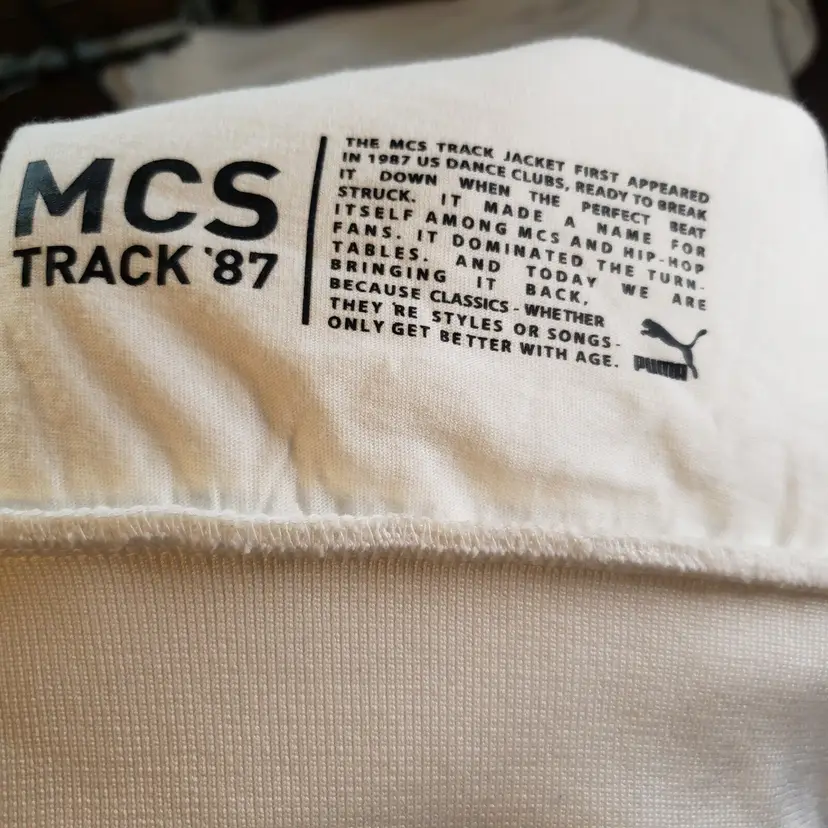 MCS
TRACK '87
THE MCS TRACK JACKET FIRST APPEARED
IN 1987 US DANCE CLUBS, READY TO BREAK
IT DOWN WHEN THE PERFECT BEAT
STRUCK. IT MADE A NAME FOR
ITSELF AMONG MCS AND HIP-HOP
FANS. IT DOMINATED THE TURN-
TABLES. AND TODAY WE ARE
BRINGING IT BACK,
BECAUSE CLASSICS - WHETHER
THEY'RE STYLES OR SONGS -
ONLY GET BETTER WITH AGE.
PUMA